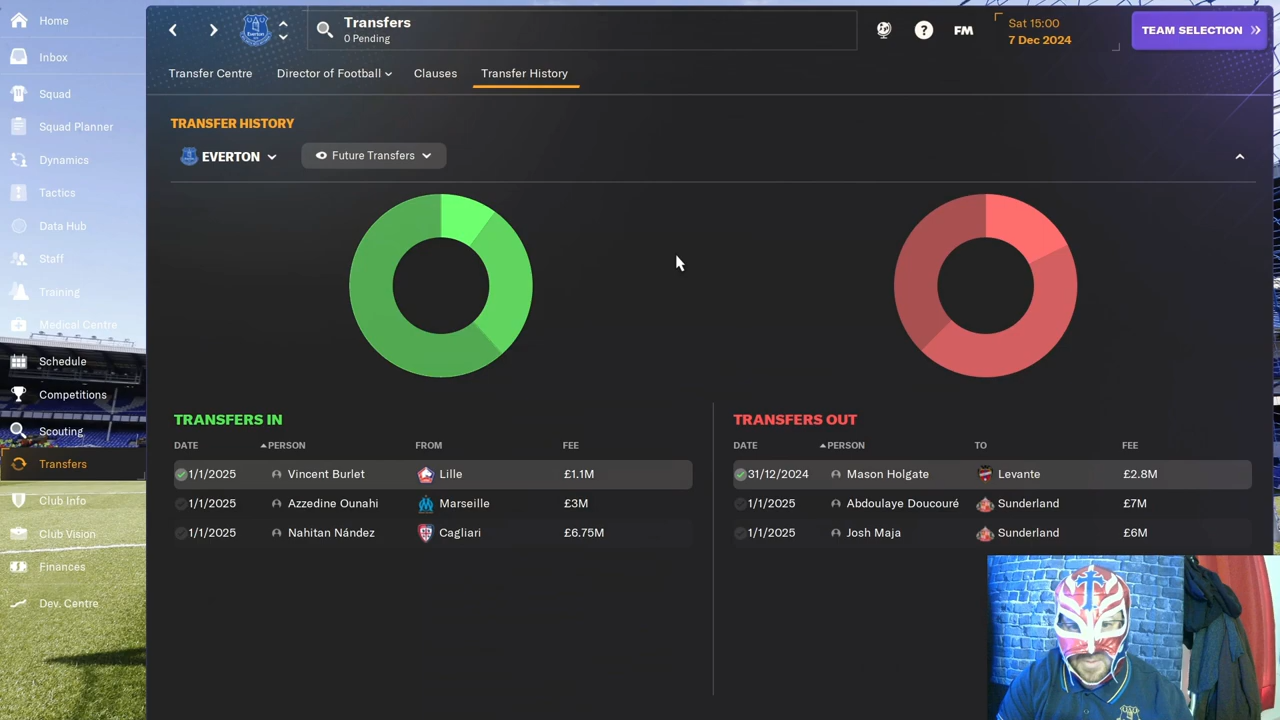 Home
Inbox
Squad
Squad Planner
Dynamics
Tactics
Data Hub
Staff
Training
Medical Centre
Schedule
Competitions
Scouting
Transfers
Club Info
Club Vision
Finances
Dev. Centre
Everton
Transfers
0 Pending
?
FM
Sat 15:00
7 Dec 2024
TEAM SELECTION
Transfer Centre Director of Football Clauses Transfer History
TRANSFER HISTORY
EVERTON Future Transfers
TRANSFERS IN
DATE PERSON FROM FEE
1/1/2025 Vincent Burlet Lille £1.1M
1/1/2025 Azzedine Ounahi Marseille £3M
1/1/2025 Nahitan Nández Cagliari £6.75M
TRANSFERS OUT
DATE PERSON TO FEE
31/12/2024 Mason Holgate Levante £2.8M
1/1/2025 Abdoulaye Doucouré Sunderland £7M
1/1/2025 Josh Maja Sunderland £6M